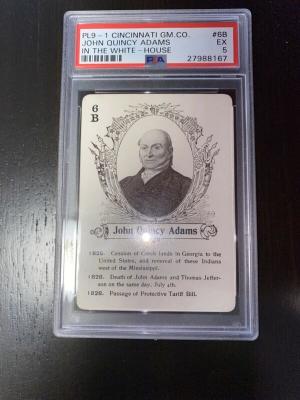 PL9-1 CINCINNATI GM.CO. #6B
JOHN QUINCY ADAMS EX
IN THE WHITE-HOUSE 5
PSA 27988167
6
B
John Quincy Adams
1825. Cession of Creek lands in Georgia to the
United States, and removal of these Indians
west of the Mississippi.
1826. Death of John Adams and Thomas Jeffer-
son on the same day, July 4th.
1828. Passage of Protective Tariff Bill.